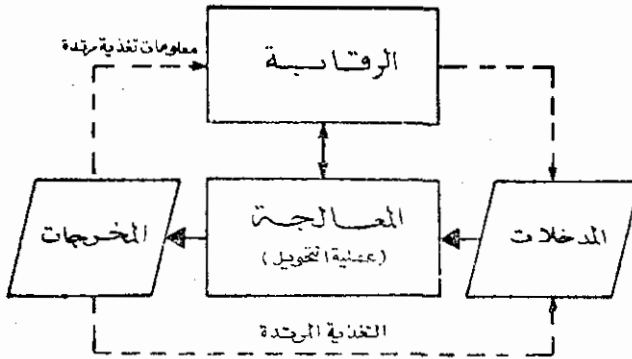 الرقابة
معلومات تغذية مرتدة
المدخلات
المعالجة
(عملية التحويل)
المخرجات
التغذية المرتدة